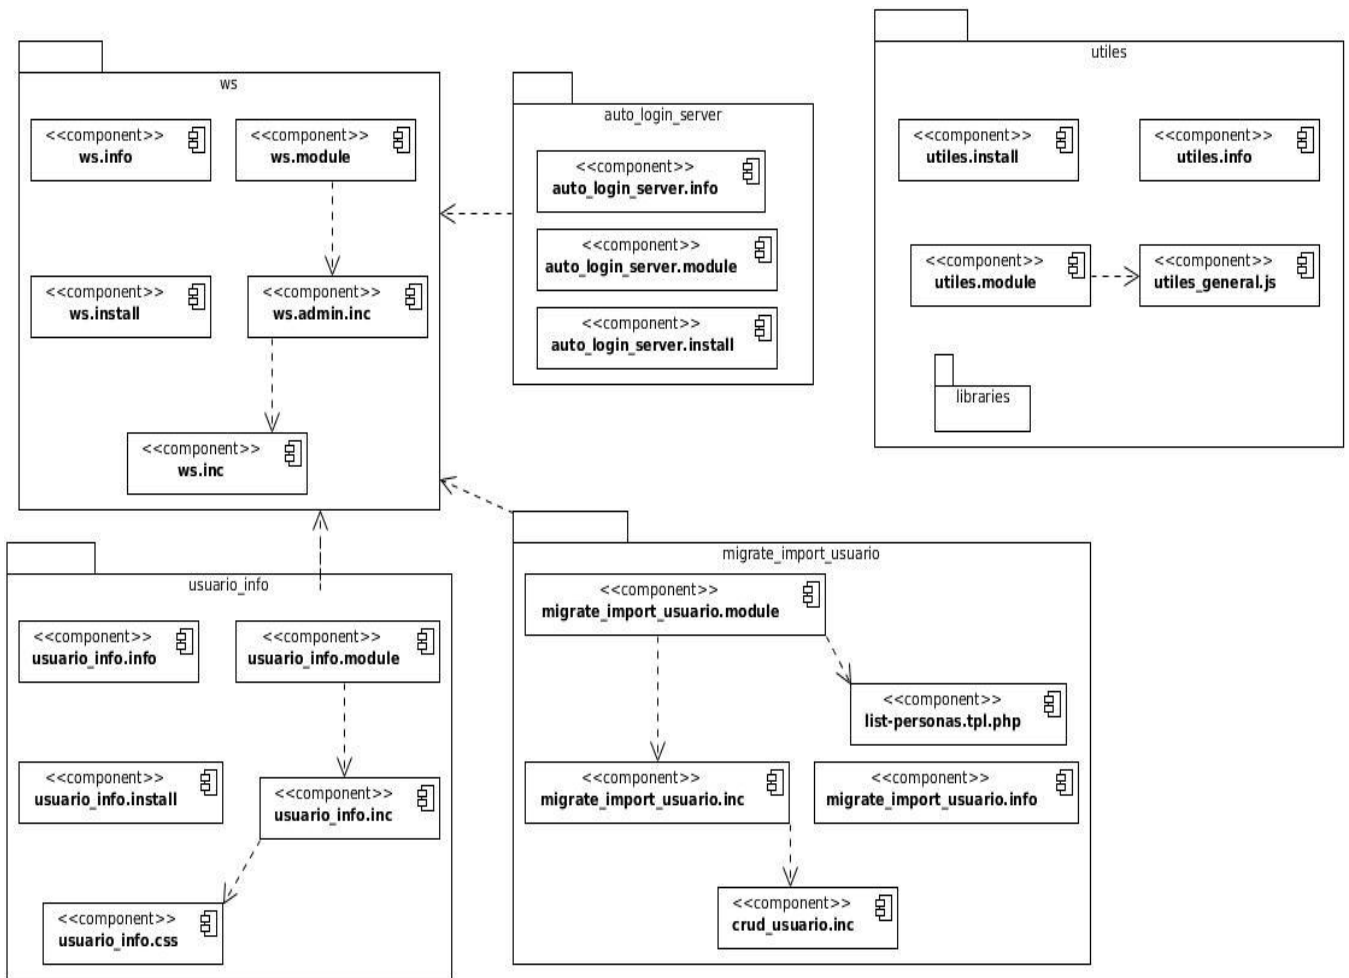 ws
<<component>>
ws.info
<<component>>
ws.module
<<component>>
ws.install
<<component>>
ws.admin.inc
<<component>>
ws.inc
auto_login_server
<<component>>
auto_login_server.info
<<component>>
auto_login_server.module
<<component>>
auto_login_server.install
utiles
<<component>>
utiles.install
<<component>>
utiles.info
<<component>>
utiles.module
<<component>>
utiles_general.js
libraries
usuario_info
<<component>>
usuario_info.info
<<component>>
usuario_info.module
<<component>>
usuario_info.install
<<component>>
usuario_info.inc
<<component>>
usuario_info.css
migrate_import_usuario
<<component>>
migrate_import_usuario.module
<<component>>
list-personas.tpl.php
<<component>>
migrate_import_usuario.inc
<<component>>
migrate_import_usuario.info
<<component>>
crud_usuario.inc